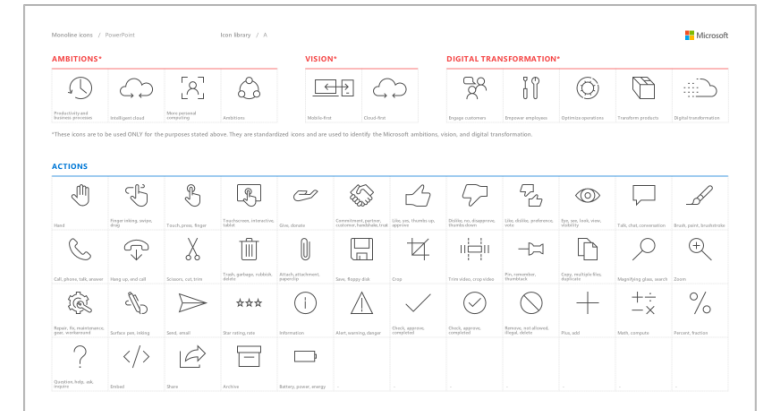 Monoline icons / PowerPoint
Icon library / A
Microsoft
AMBITIONS*
VISION*
DIGITAL TRANSFORMATION*
Productivity and
business processes
Intelligent cloud
More personal
computing
Ambitions
Mobile-first
Cloud-first
Engage customers
Empower employees
Optimize operations
Transform products
Digital transformation
*These icons are to be used ONLY for the purposes stated above. They are standardized icons and are used to identify the Microsoft ambitions, vision, and digital transformation.
ACTIONS
Hand
Finger taking, swipe,
drag
Touch, press, finger
Touchscreen, interactive,
tablet
Give, donate
Commitment, partner,
customer, handshake, trust
Like, yes, thumbs up,
approve
Dislike, no, disapprove,
thumbs down
Like, dislike, preference,
vote
Eye, spy, look, view,
visibility
Talk, chat, conversation
Brush, paint, brushstroke
Call, phone, talk, answer
Hang up, end call
Scissors, cut, trim
Trash, garbage, rubbish,
delete
Attach, attachment,
paperclip
Save, floppy disk
Crop
Trim video, crop video
Pin, remember,
thumbtack
Copy, multiple files,
duplicate
Magnifying glass, search
Zoom
Repair, fix, maintenance,
gear, workaround
Surface pen, inking
Send, email
Star rating, rate
Information
Alert, warning, danger
Check, approve,
completed
Check, approve,
completed
Remove, not allowed,
illegal, delete
Plus, add
Math, compute
Percent, fraction
Question, help, ask,
inquire
Embed
Share
Archive
Battery, power, energy